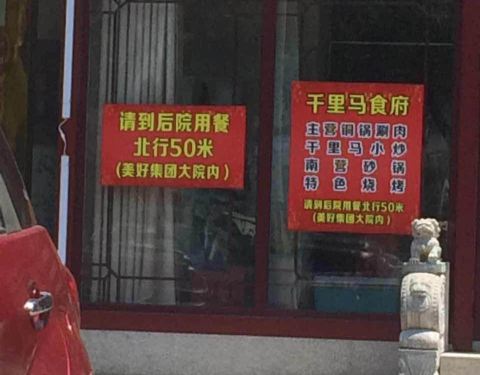 请到后院用餐
北行50米
(美好集团大院内)
千里马食府
主营铜锅涮肉
千里马小炒
南营砂锅
特色烧烤
请到后院用餐北行50米
(美好集团大院内)